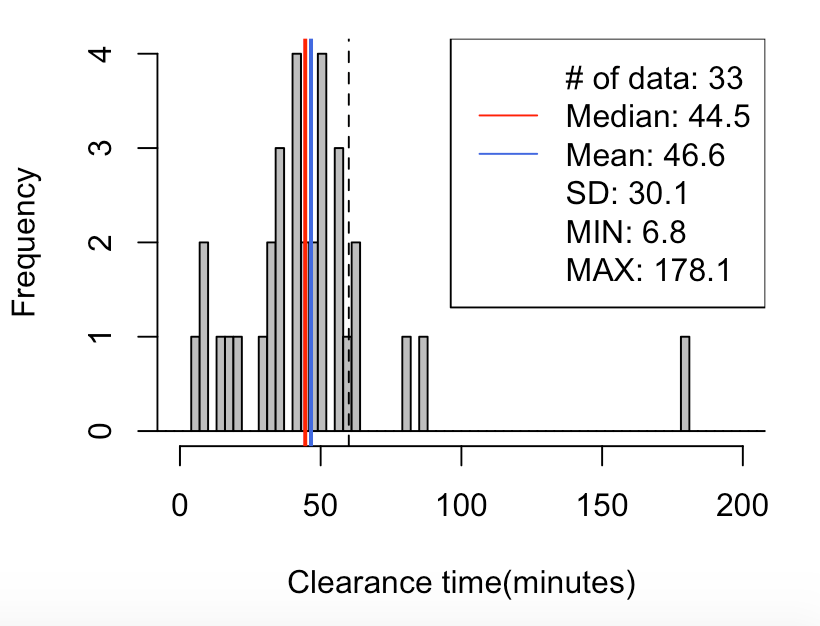 # of data: 33
Median: 44.5
Mean: 46.6
SD: 30.1
MIN: 6.8
MAX: 178.1
Frequency
4
3
2
1
0
0 50 100 150 200
Clearance time(minutes)